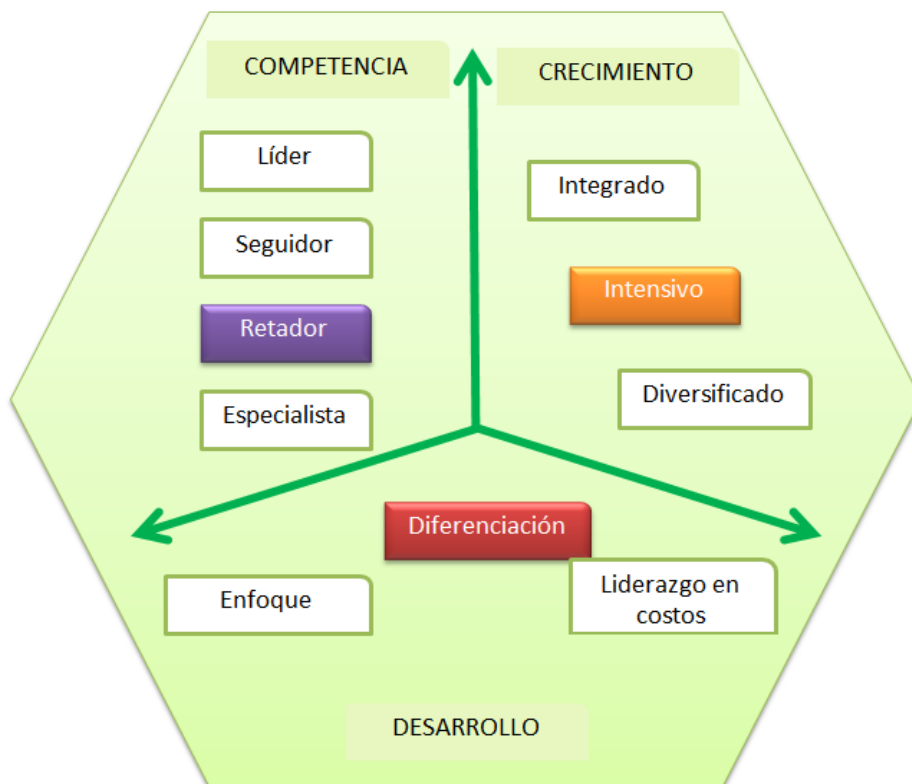 COMPETENCIA
Líder
Seguidor
Retador
Especialista
CRECIMIENTO
Integrado
Intensivo
Diversificado
Diferenciación
Enfoque
Liderazgo en
costos
DESARROLLO